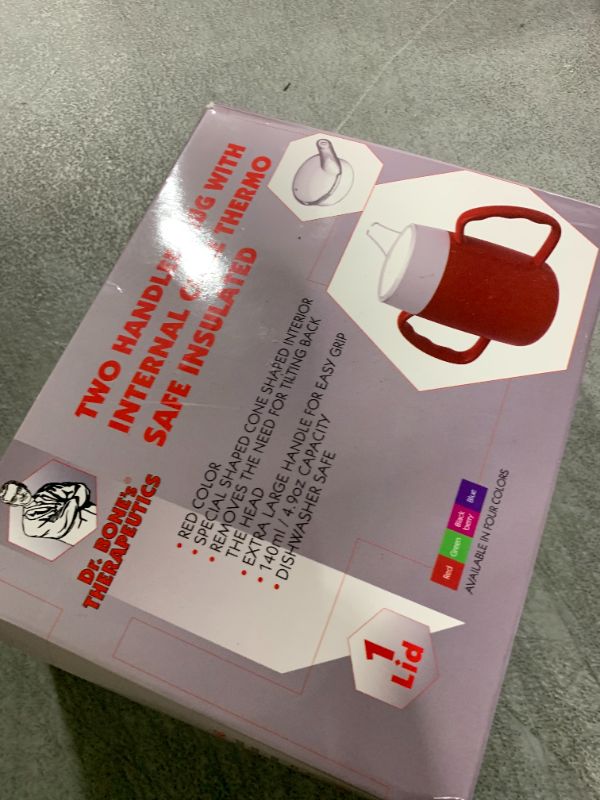 TWO HANDLE MUG WITH
INTERNAL THERMO
SAFE INSULATED
Dr. BONE's®
THERAPEUTICS
• RED COLOR
• SPECIAL SHAPED CONE SHAPED INTERIOR
• REMOVES THE NEED FOR TILTING BACK
THE HEAD
• EXTRA LARGE HANDLE FOR EASY GRIP
• 140ml / 4.9oz CAPACITY
• DISHWASHER SAFE
Red
Green
Black
berry
Blue
AVAILABLE IN FOUR COLORS
1
Lid